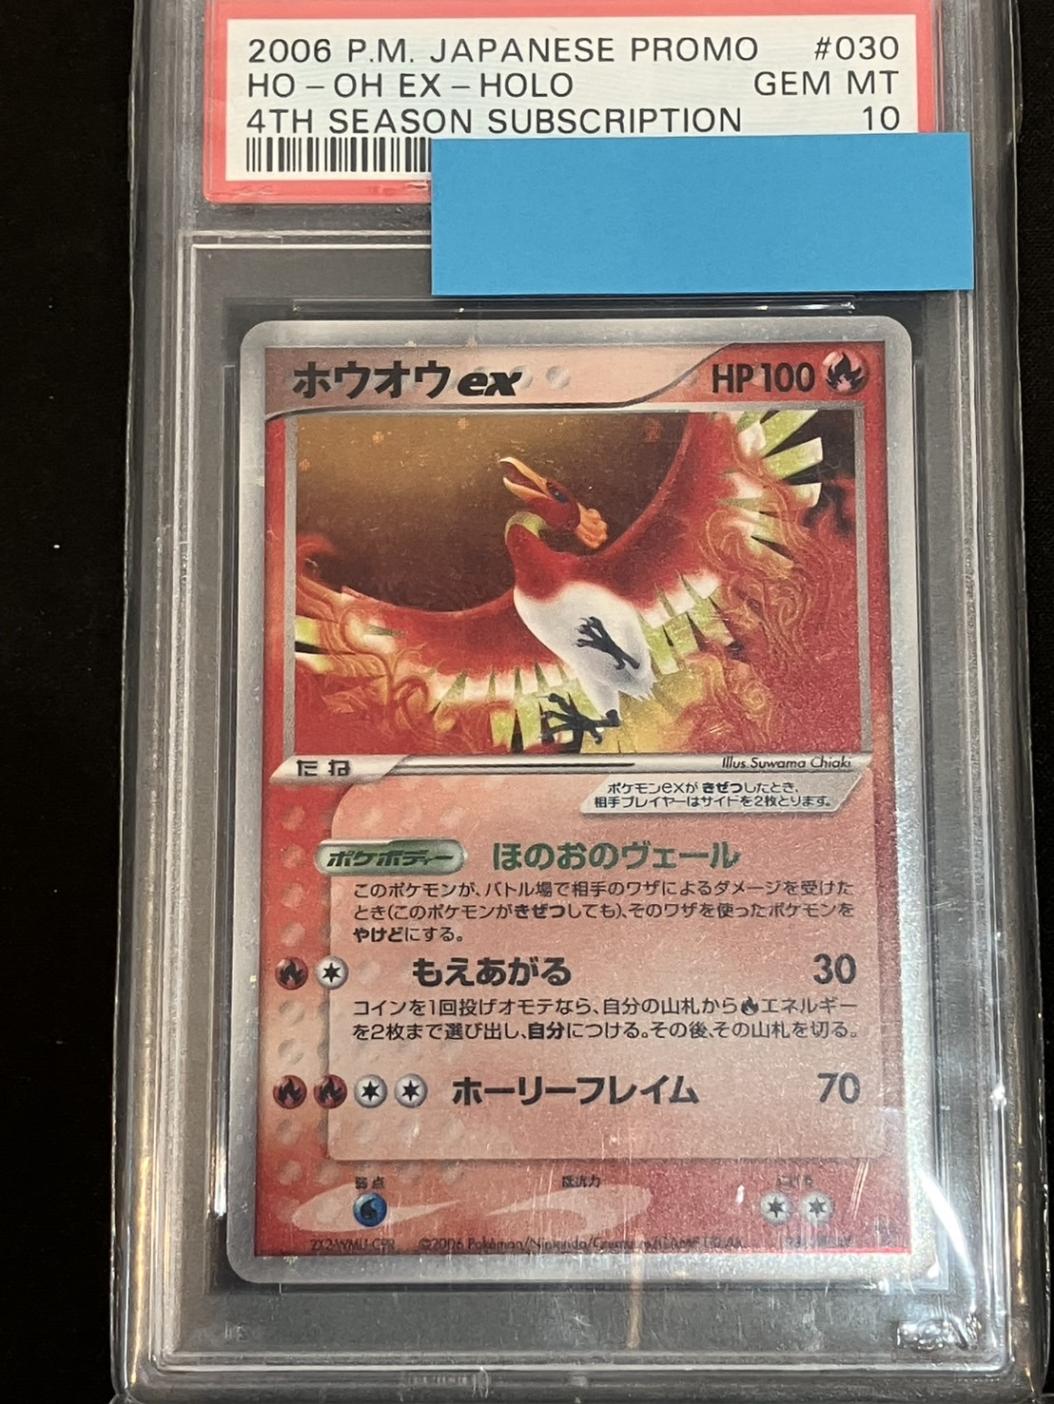 2006 P.M. JAPANESE PROMO #030
HO - OH EX - HOLO GEM MT
4TH SEASON SUBSCRIPTION 10
ホウオウex HP100
たね
Illus. Suwama Chiaki
ポケモンexがきぜつしたとき、
相手プレイヤーはサイドを2枚とります。
ポケボディー ほのおのヴェール
このポケモンが、バトル場で相手のワザによるダメージを受けた
とき(このポケモンがきぜつしても)、そのワザを使ったポケモンを
やけどにする。
もえあがる 30
コインを1回投げオモテなら、自分の山札からエネルギー
を2枚まで選び出し、自分につける。その後、その山札を切る。
ホーリーフレイム 70
弱点 抵抗力
©2006 Pokémon/Nintendo/Creatures/GAME FREAK